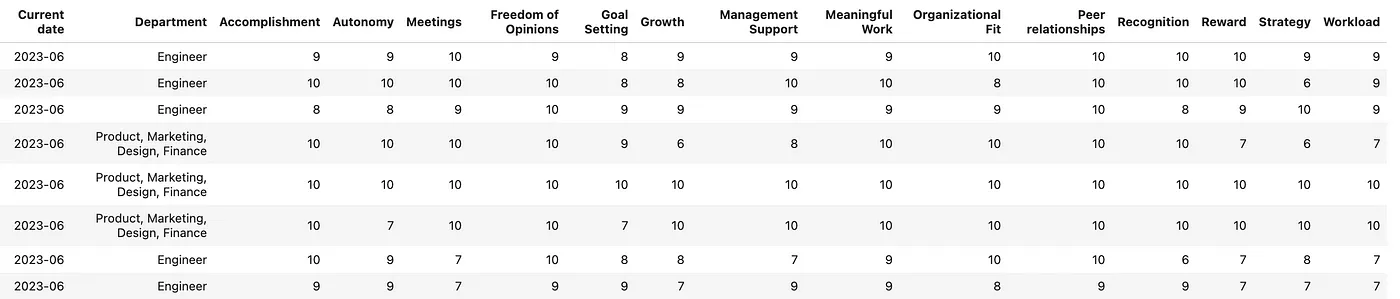 Current date Department Accomplishment Autonomy Meetings Freedom of Opinions Goal Setting Growth Management Support Meaningful Work Organizational Fit Peer relationships Recognition Reward Strategy Workload
2023-06 Engineer 9 9 10 9 8 9 9 9 10 10 10 10 9 9
2023-06 Engineer 10 10 10 10 8 8 10 10 8 10 10 10 6 9
2023-06 Engineer 8 8 9 10 9 9 9 9 9 10 8 9 10 9
2023-06 Product, Marketing, Design, Finance 10 10 10 10 9 6 8 10 10 10 10 7 6 7
2023-06 Product, Marketing, Design, Finance 10 10 10 10 10 10 10 10 10 10 10 10 10 10
2023-06 Product, Marketing, Design, Finance 10 7 10 10 7 10 10 10 10 10 10 10 10 10
2023-06 Engineer 10 9 7 10 8 8 7 9 10 10 6 7 8 7
2023-06 Engineer 9 9 7 9 9 7 9 9 8 9 9 7 7 7